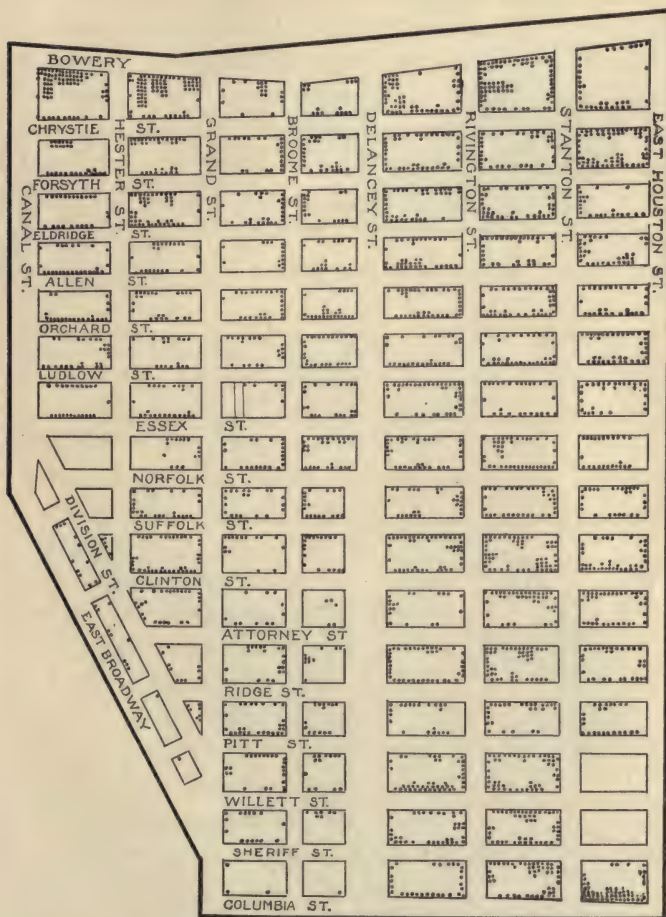 BOWERY
CHRYSTIE ST.
FORSYTH ST.
ELDRIDGE ST.
ALLEN ST.
ORCHARD ST.
LUDLOW ST.
ESSEX ST.
NORFOLK ST.
SUFFOLK ST.
CLINTON ST.
ATTORNEY ST
RIDGE ST.
PITT ST.
WILLETT ST.
SHERIFF ST.
COLUMBIA ST.
CANAL ST.
HESTER ST.
GRAND ST.
BROOME ST.
DELANCEY ST.
RIVINGTON ST.
STANTON ST.
EAST HOUSTON ST.
DIVISION ST.
EAST BROADWAY